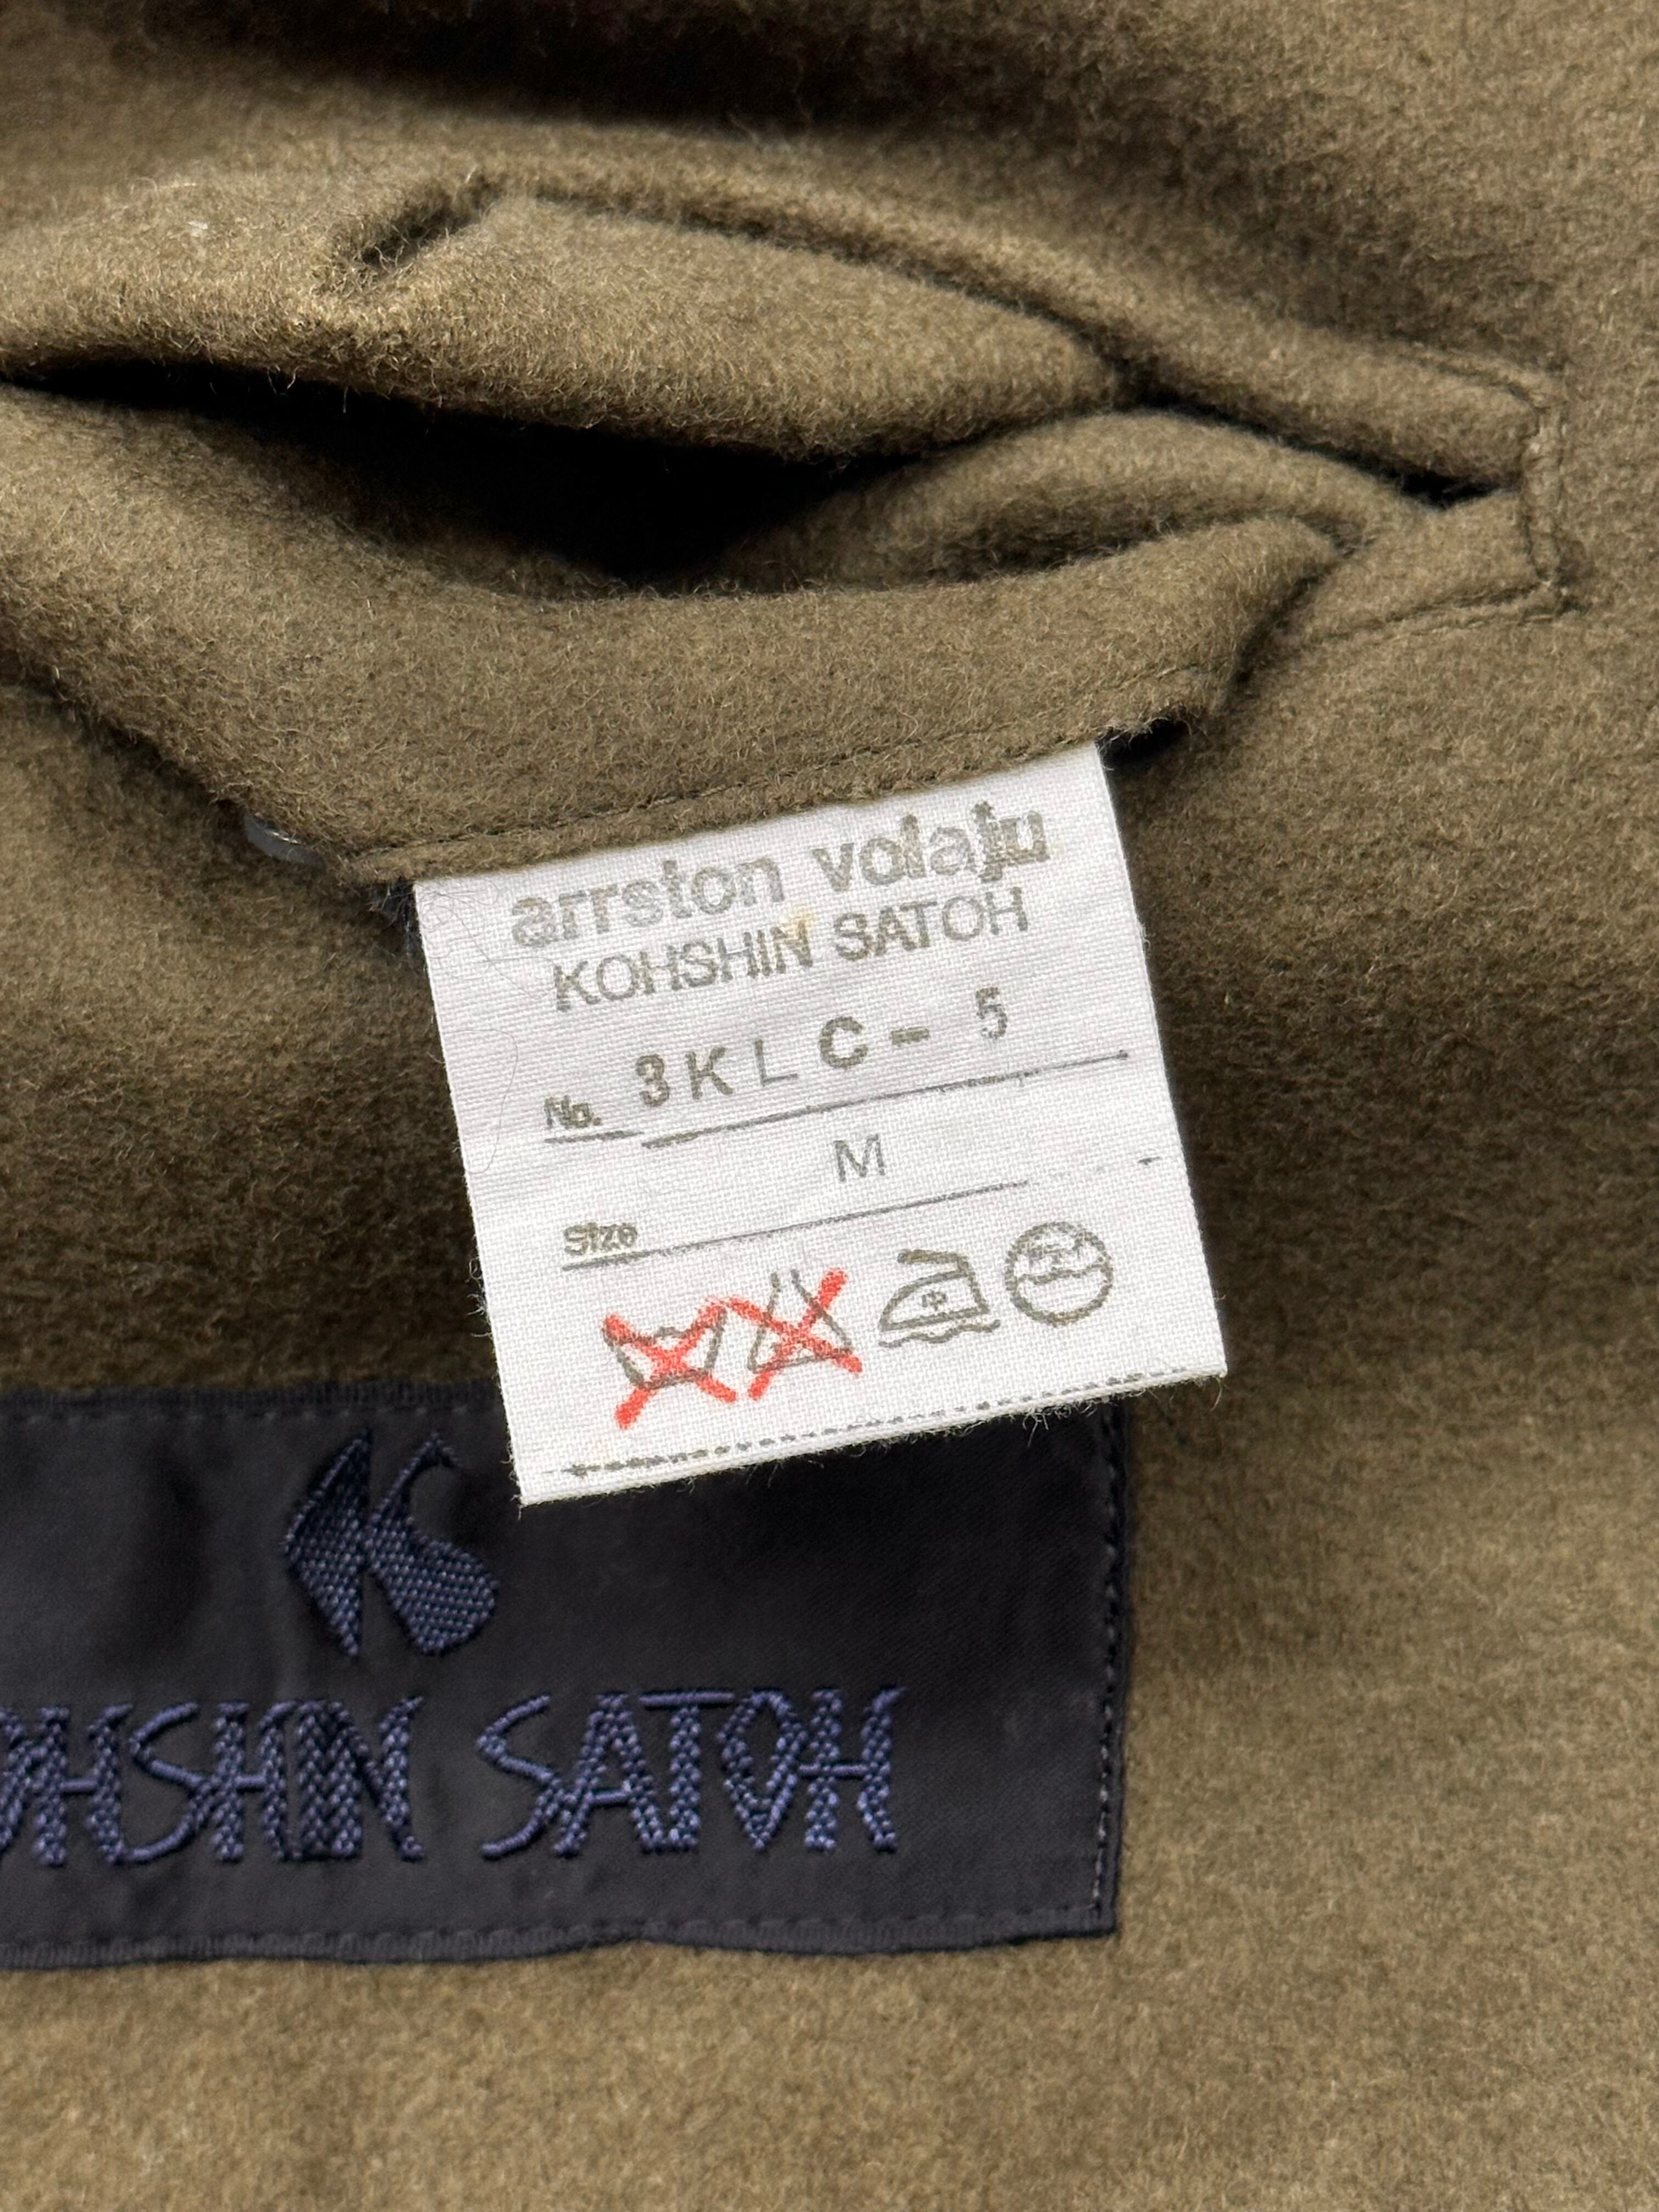 arrston volaju
KOHSHIN SATOH
No. 3KLC-5
M
Size
OHSHIN SATOH